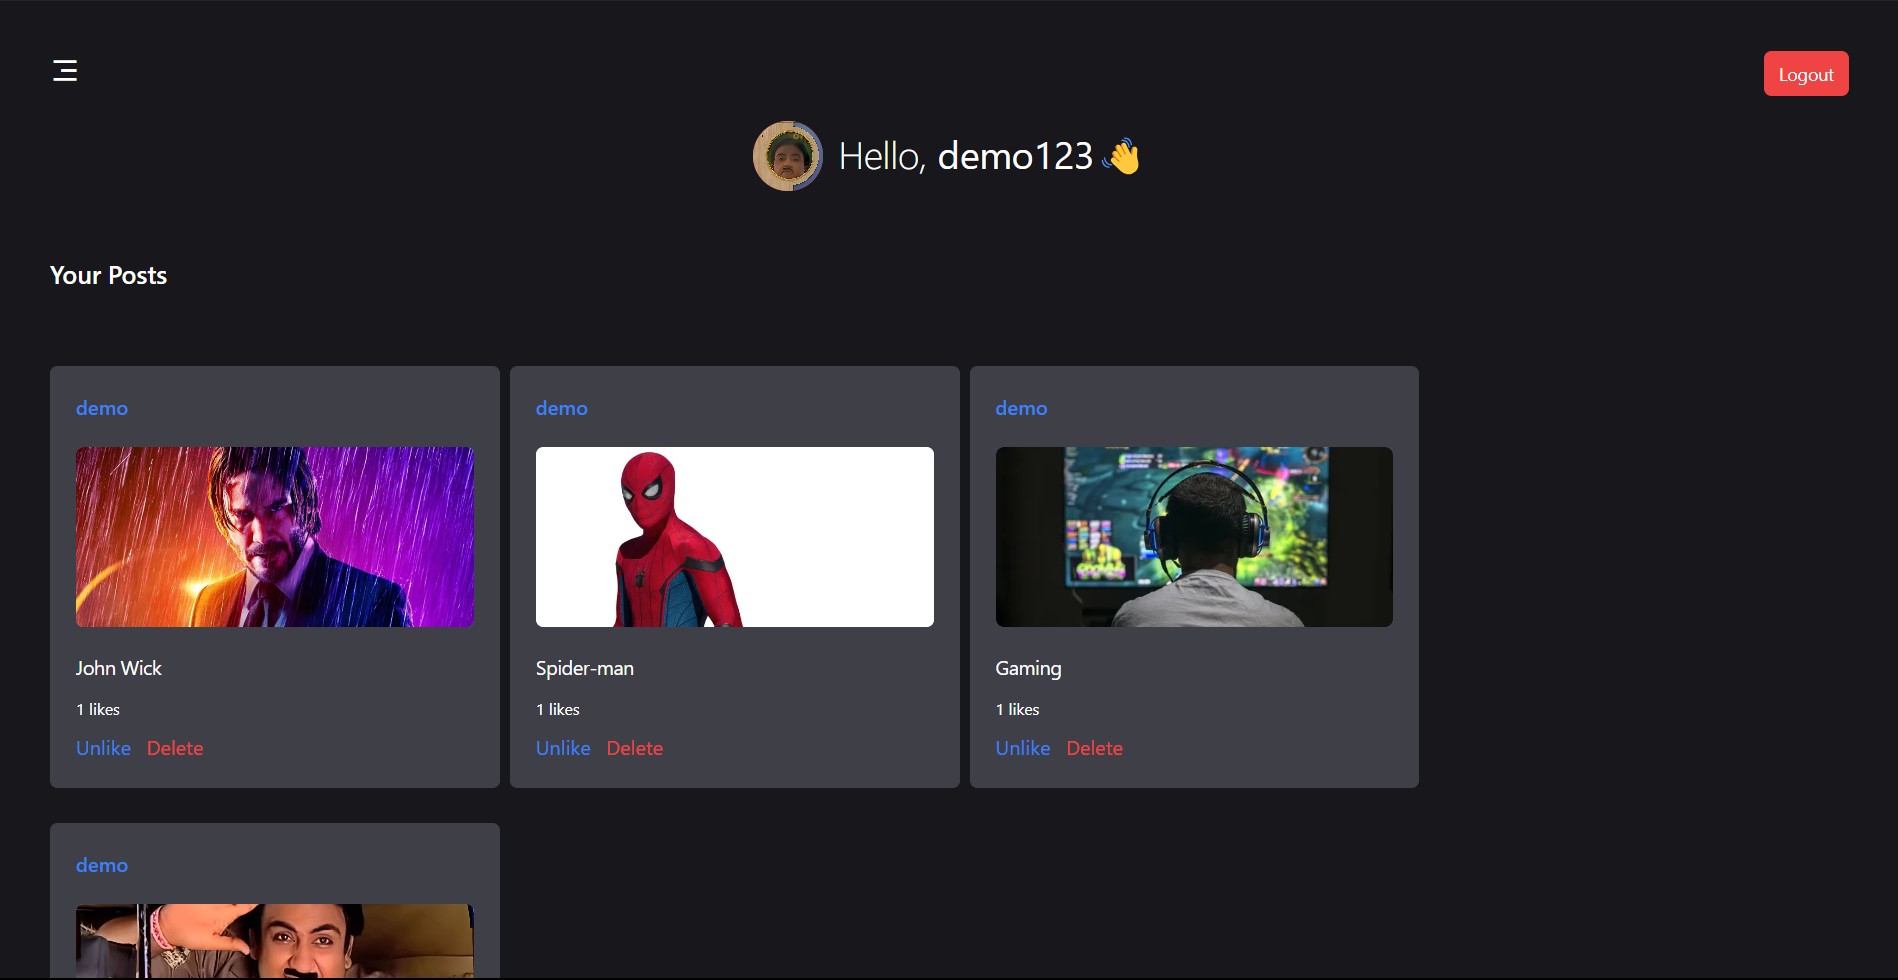 Logout
Hello, demo123 👋
Your Posts
demo
John Wick
1 likes
Unlike Delete
demo
Spider-man
1 likes
Unlike Delete
demo
Gaming
1 likes
Unlike Delete
demo